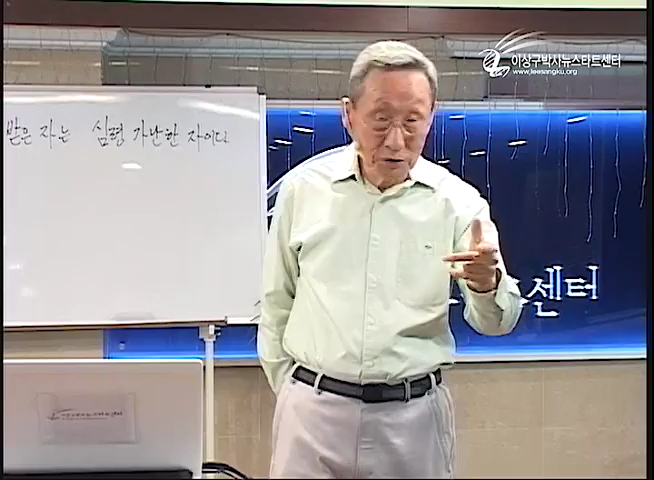 이상구박사뉴스타트센터
www.leesangku.org
받은 자는 심령 가난한 자이다
센터